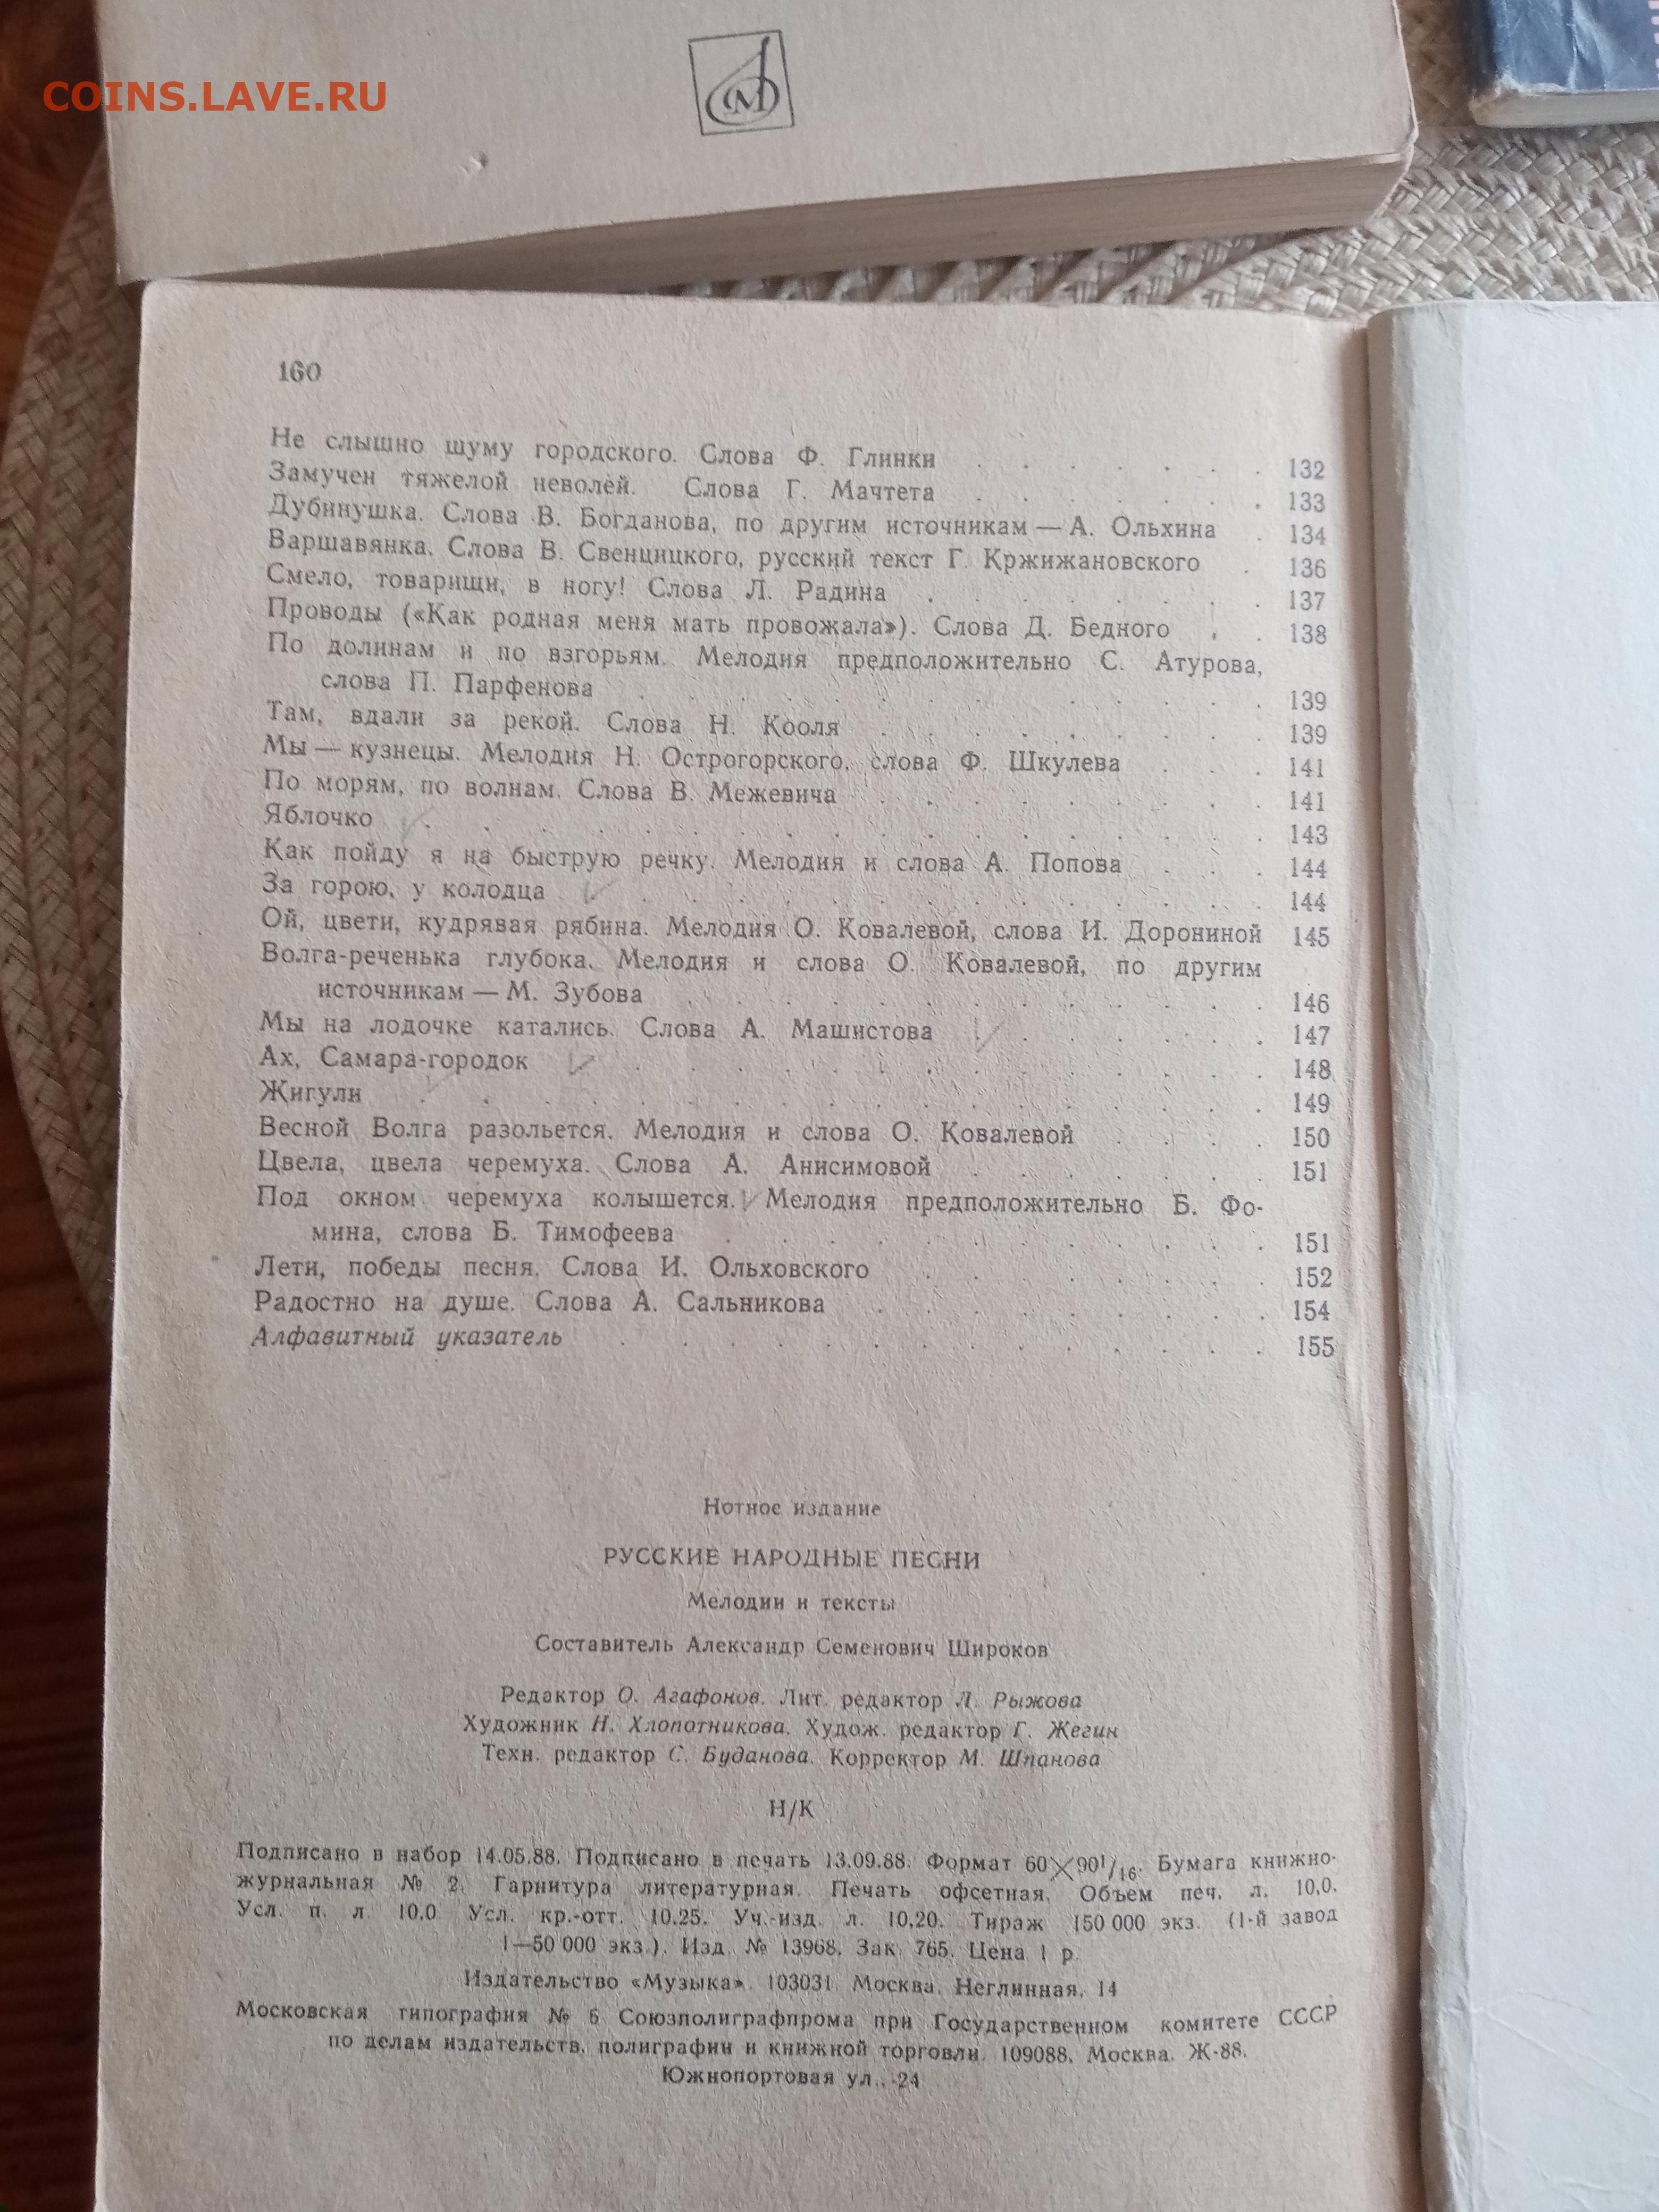 COINS.LAVE.RU
160
Не слышно шуму городского. Слова Ф. Глинки . . . . . . . 132
Замучен тяжелой неволей. Слова Г. Мачтета . . . . . . . 133
Дубинушка. Слова В. Богданова, по другим источникам — А. Ольхина . 134
Варшавянка. Слова В. Свенцицкого, русский текст Г. Кржижановского . 136
Смело, товарищи, в ногу! Слова Л. Радина . . . . . . . . 137
Проводы («Как родная меня мать провожала»). Слова Д. Бедного . . 138
По долинам и по взгорьям. Мелодия предположительно С. Атурова,
слова П. Парфенова . . . . . . . . . . . . 139
Там, вдали за рекой. Слова Н. Кооля . . . . . . . . . 139
Мы — кузнецы. Мелодия Н. Острогорского, слова Ф. Шкулева . . . 141
По морям, по волнам. Слова В. Межевича . . . . . . . . . 141
Яблочко . . . . . . . . . . . . . . . . 143
Как пойду я на быструю речку. Мелодия и слова А. Попова . . . 144
За горою, у колодца . . . . . . . . . . . . . 144
Ой, цвети, кудрявая рябина. Мелодия О. Ковалевой, слова И. Дорониной 145
Волга-реченька глубока. Мелодия и слова О. Ковалевой, по другим
источникам — М. Зубова . . . . . . . . . . . 146
Мы на лодочке катались. Слова А. Машистова . . . . . . . 147
Ах, Самара-городок . . . . . . . . . . . . . 148
Жигули . . . . . . . . . . . . . . . . 149
Весной Волга разольется. Мелодия и слова О. Ковалевой . . . . 150
Цвела, цвела черемуха. Слова А. Анисимовой . . . . . . . 151
Под окном черемуха колышется. Мелодия предположительно Б. Фо-
мина, слова Б. Тимофеева . . . . . . . . . . . 151
Лети, победы песня. Слова И. Ольховского . . . . . . . . 152
Радостно на душе. Слова А. Сальникова . . . . . . . . . 154
Алфавитный указатель . . . . . . . . . . . . . 155
Нотное издание
РУССКИЕ НАРОДНЫЕ ПЕСНИ
Мелодии и тексты
Составитель Александр Семенович Широков
Редактор О. Агафонов. Лит. редактор Л. Рыжова
Художник Н. Хлопотникова. Худож. редактор Г. Жегин
Техн. редактор С. Буданова. Корректор М. Шпанова
Н/К
Подписано в набор 14.05.88. Подписано в печать 13.09.88. Формат 60×90¹/₁₆. Бумага книжно-
журнальная № 2. Гарнитура литературная. Печать офсетная. Объем печ. л. 10,0.
Усл. п. л. 10,0 Усл. кр.-отт. 10,25. Уч.-изд. л. 10,20. Тираж 150 000 экз. (1-й завод
1—50 000 экз.). Изд. № 13968. Зак. 765. Цена 1 р.
Издательство «Музыка». 103031. Москва. Неглинная, 14
Московская типография № 6 Союзполиграфпрома при Государственном комитете СССР
по делам издательств, полиграфии и книжной торговли. 109088, Москва. Ж-88.
Южнопортовая ул., 24